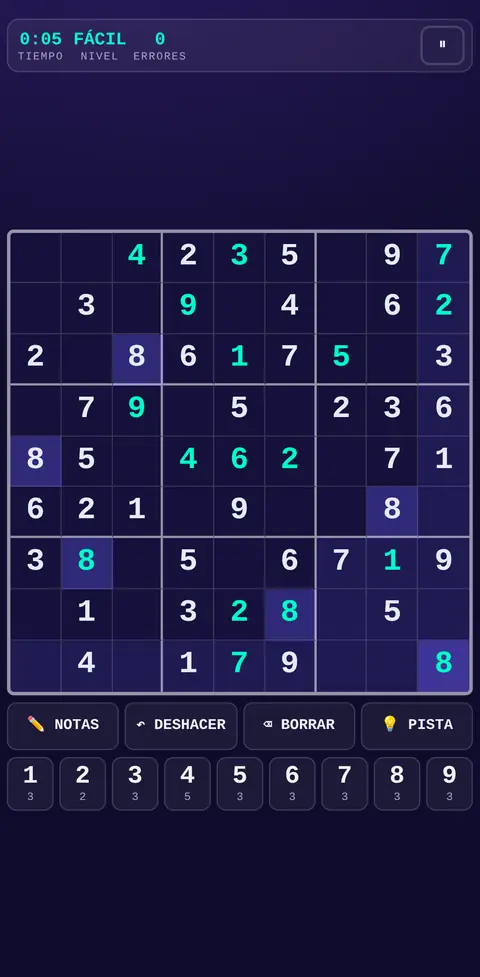 0:05 FÁCIL 0
TIEMPO NIVEL ERRORES
4 2 3 5 9 7
3 9 4 6 2
2 8 6 1 7 5 3
7 9 5 2 3 6
8 5 4 6 2 7 1
6 2 1 9 8
3 8 5 6 7 1 9
1 3 2 8 5
4 1 7 9 8
NOTAS DESHACER BORRAR PISTA
1 2 3 4 5 6 7 8 9
3 2 3 5 3 3 3 3 3